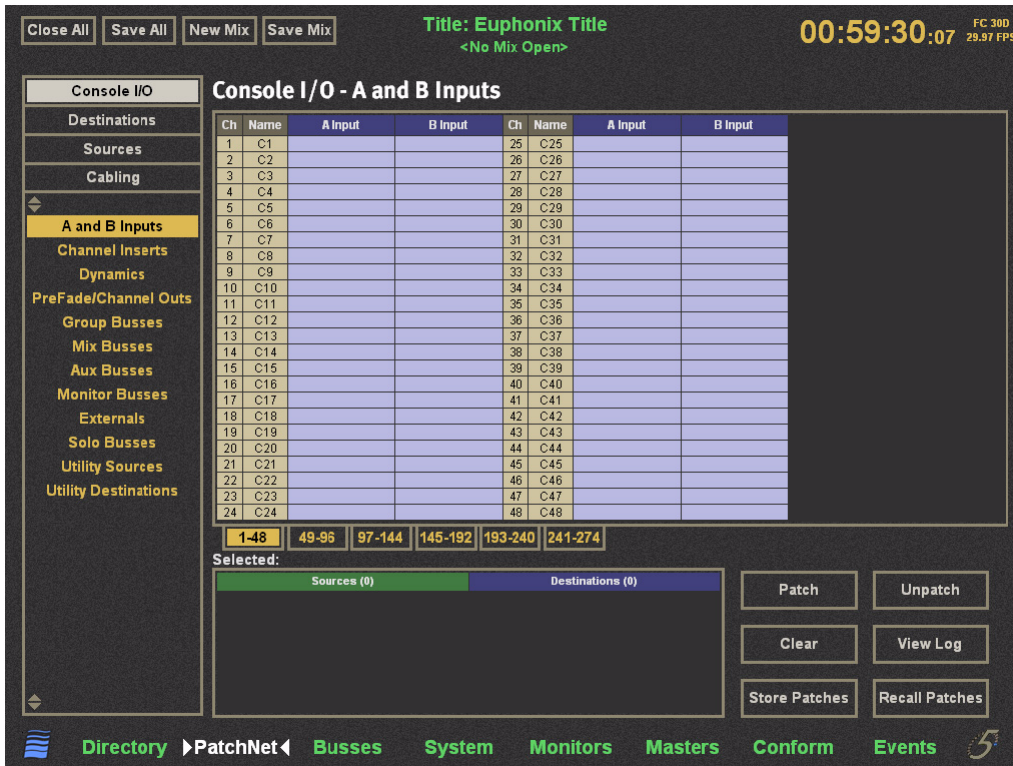 Close All Save All New Mix Save Mix
Title: Euphonix Title
<No Mix Open>
00:59:30:07
FC 30D
29.97 FPS
Console I/O
Destinations
Sources
Cabling
A and B Inputs
Channel Inserts
Dynamics
PreFade/Channel Outs
Group Busses
Mix Busses
Aux Busses
Monitor Busses
Externals
Solo Busses
Utility Sources
Utility Destinations
Console I/O - A and B Inputs
Ch Name A Input B Input Ch Name A Input B Input
1 C1 25 C25
2 C2 26 C26
3 C3 27 C27
4 C4 28 C28
5 C5 29 C29
6 C6 30 C30
7 C7 31 C31
8 C8 32 C32
9 C9 33 C33
10 C10 34 C34
11 C11 35 C35
12 C12 36 C36
13 C13 37 C37
14 C14 38 C38
15 C15 39 C39
16 C16 40 C40
17 C17 41 C41
18 C18 42 C42
19 C19 43 C43
20 C20 44 C44
21 C21 45 C45
22 C22 46 C46
23 C23 47 C47
24 C24 48 C48
1-48 49-96 97-144 145-192 193-240 241-274
Selected:
Sources (0) Destinations (0)
Patch Unpatch
Clear View Log
Store Patches Recall Patches
Directory PatchNet Busses System Monitors Masters Conform Events 5